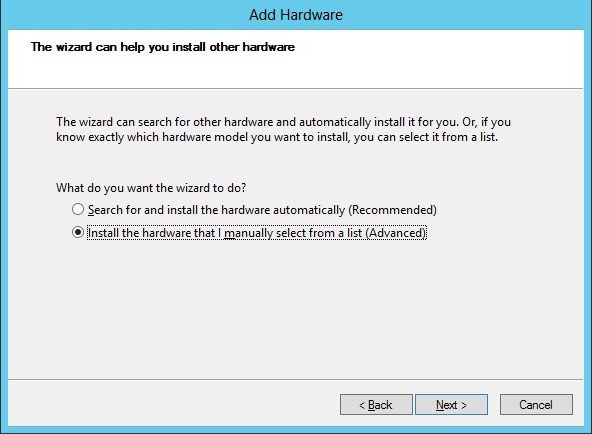 Add Hardware
The wizard can help you install other hardware
The wizard can search for other hardware and automatically install it for you. Or, if you
know exactly which hardware model you want to install, you can select it from a list.
What do you want the wizard to do?
Search for and install the hardware automatically (Recommended)
Install the hardware that I manually select from a list (Advanced)
< Back
Next >
Cancel